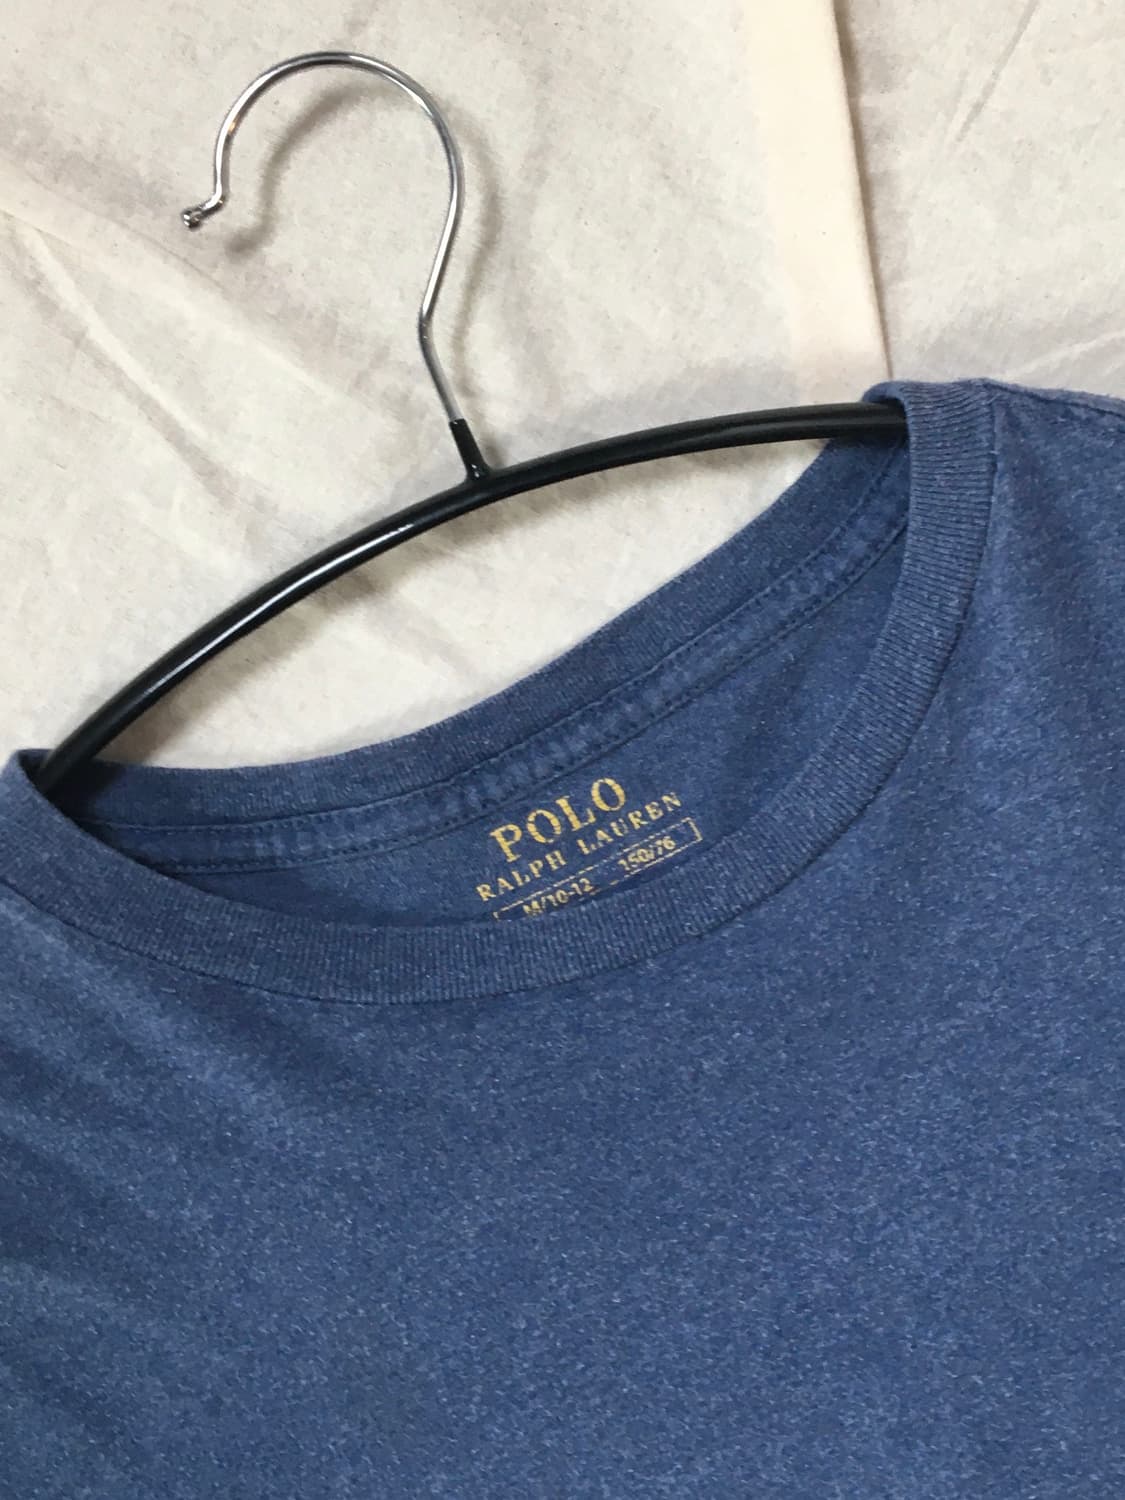 POLO
RALPH LAUREN
M/10-12 150/76